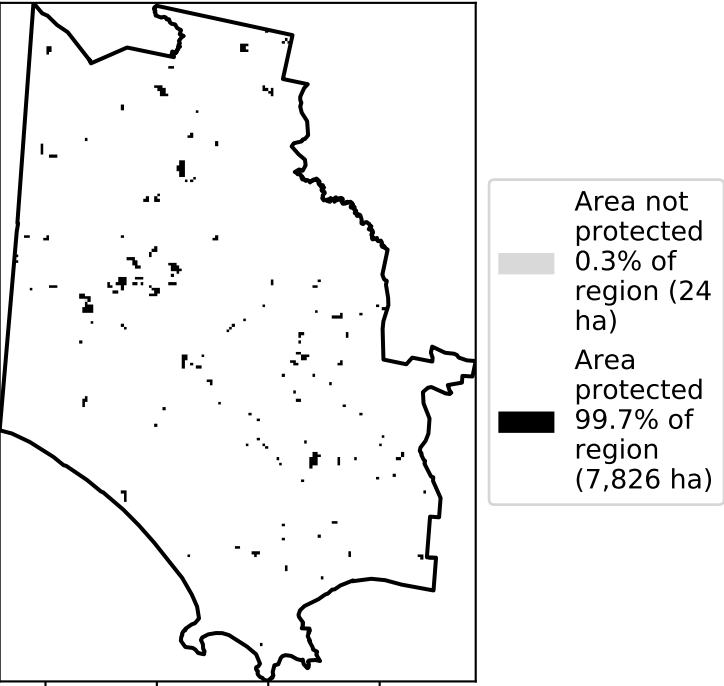 Area not
protected
0.3% of
region (24
ha)
Area
protected
99.7% of
region
(7,826 ha)